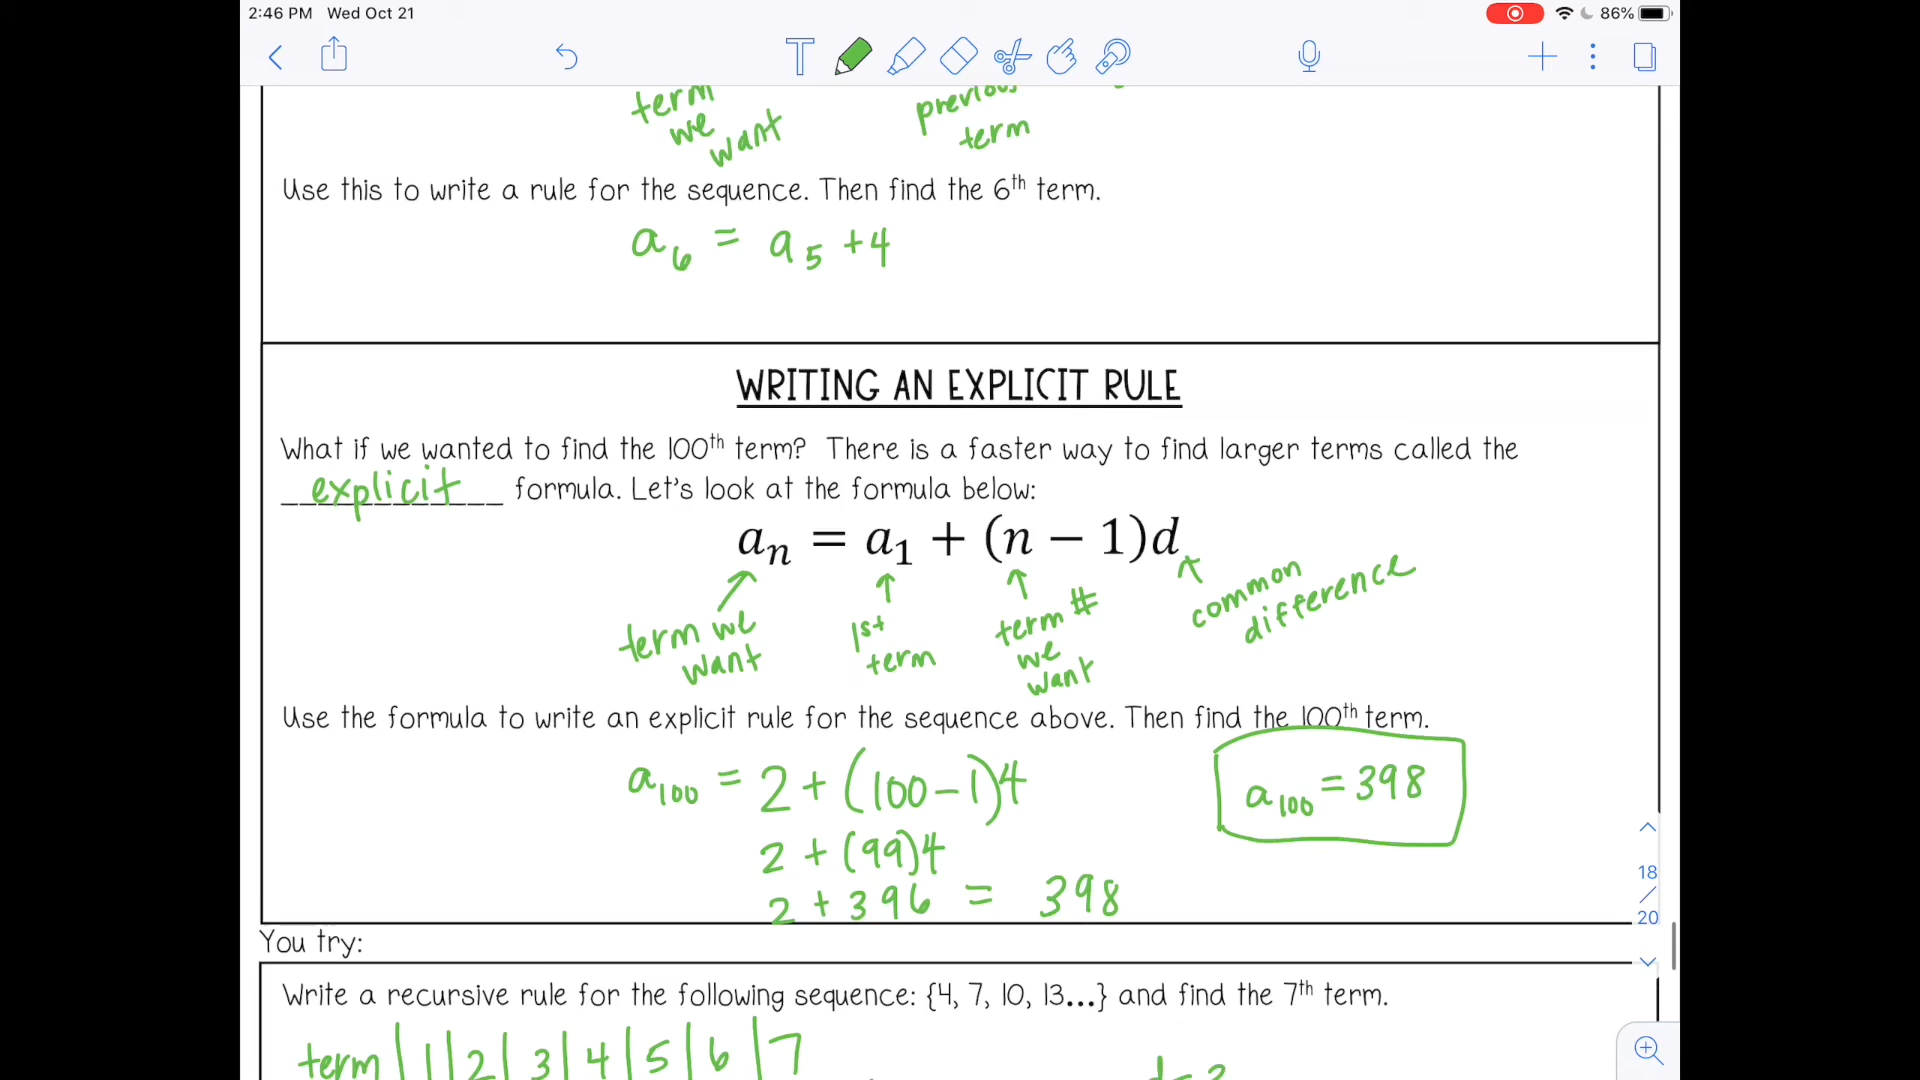 2:46 PM Wed Oct 21
86%
term
we
want
previous
term
Use this to write a rule for the sequence. Then find the 6th term.
a6 = a5 +4
WRITING AN EXPLICIT RULE
What if we wanted to find the 100th term? There is a faster way to find larger terms called the
explicit formula. Let's look at the formula below:
an = a1 + (n − 1)d
term we
want
1st
term
term #
we
want
common
difference
Use the formula to write an explicit rule for the sequence above. Then find the 100th term.
a100 = 2 + (100-1)4
a100 = 398
2 + (99)4
2 + 396 = 398
18
20
You try:
Write a recursive rule for the following sequence: {4, 7, 10, 13...} and find the 7th term.
term | 1 | 2 | 3 | 4 | 5 | 6 | 7